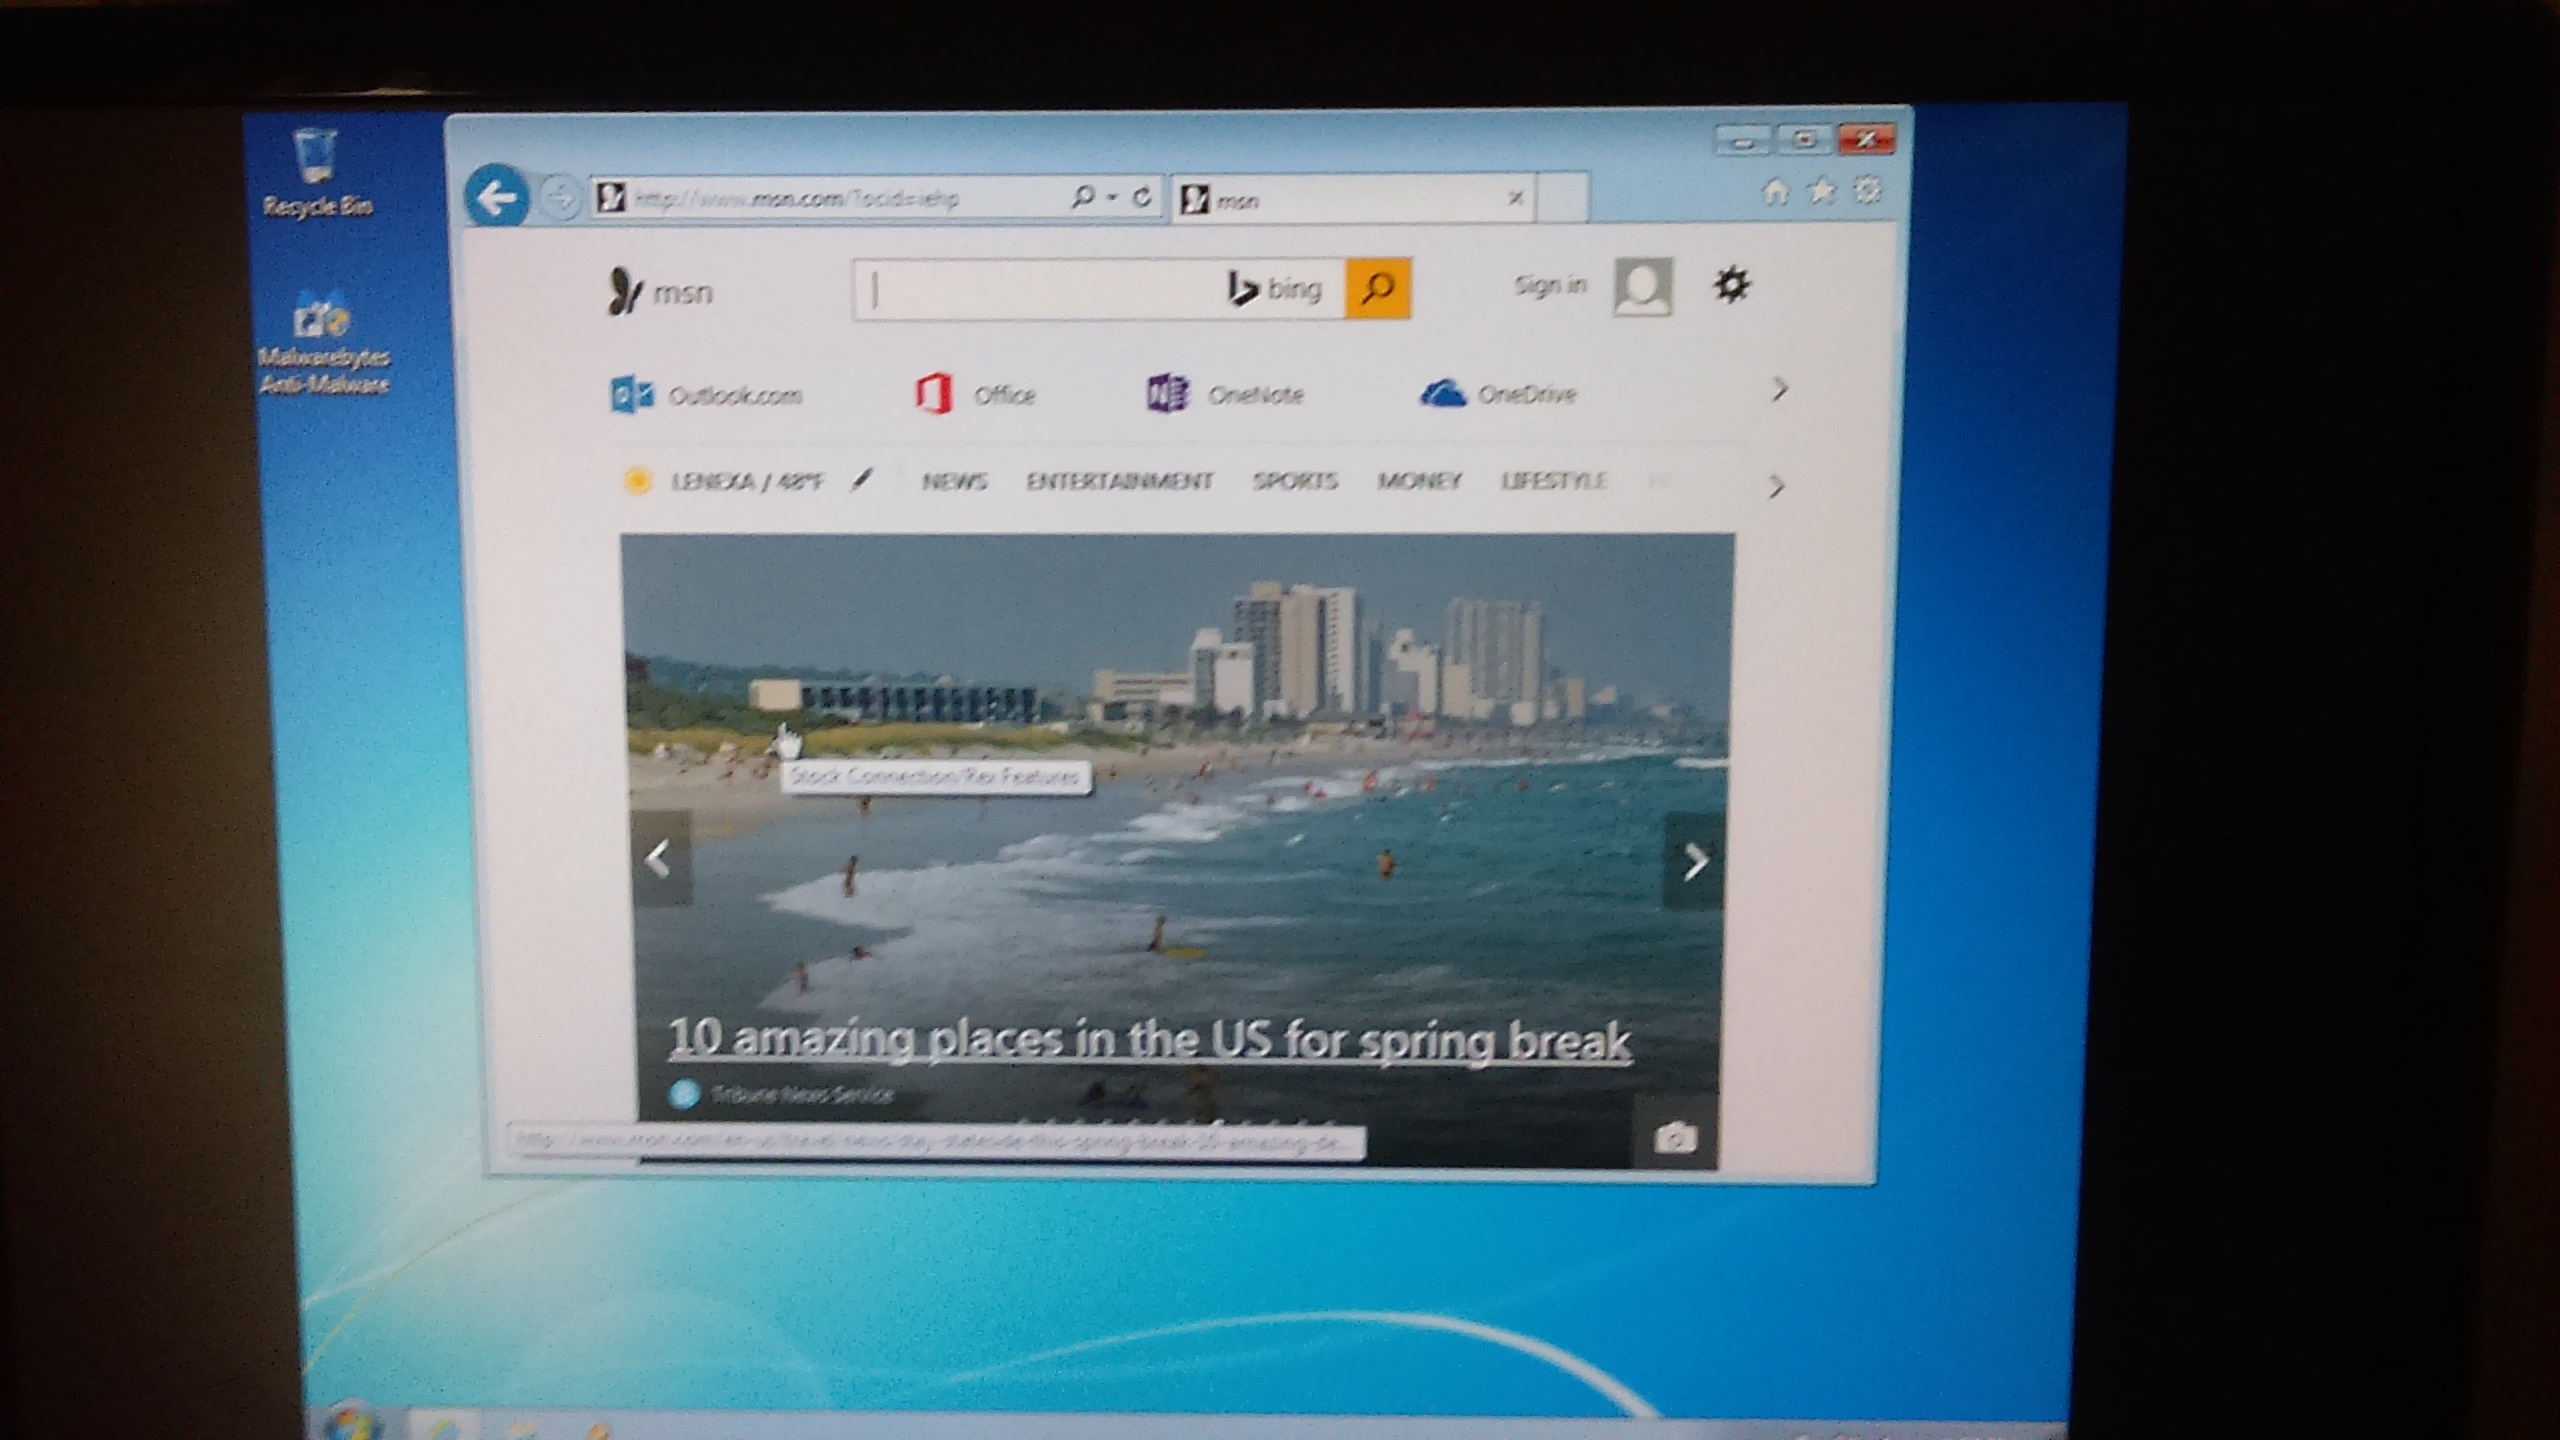 Recycle Bin
Malwarebytes
Anti-Malware
http://www.msn.com/?ocid=iehp
msn
msn
bing
Sign in
Outlook.com
Office
OneNote
OneDrive
LENEXA / 48°F
NEWS
ENTERTAINMENT
SPORTS
MONEY
LIFESTYLE
Stock Connection/Rex Features
10 amazing places in the US for spring break
Tribune News Service